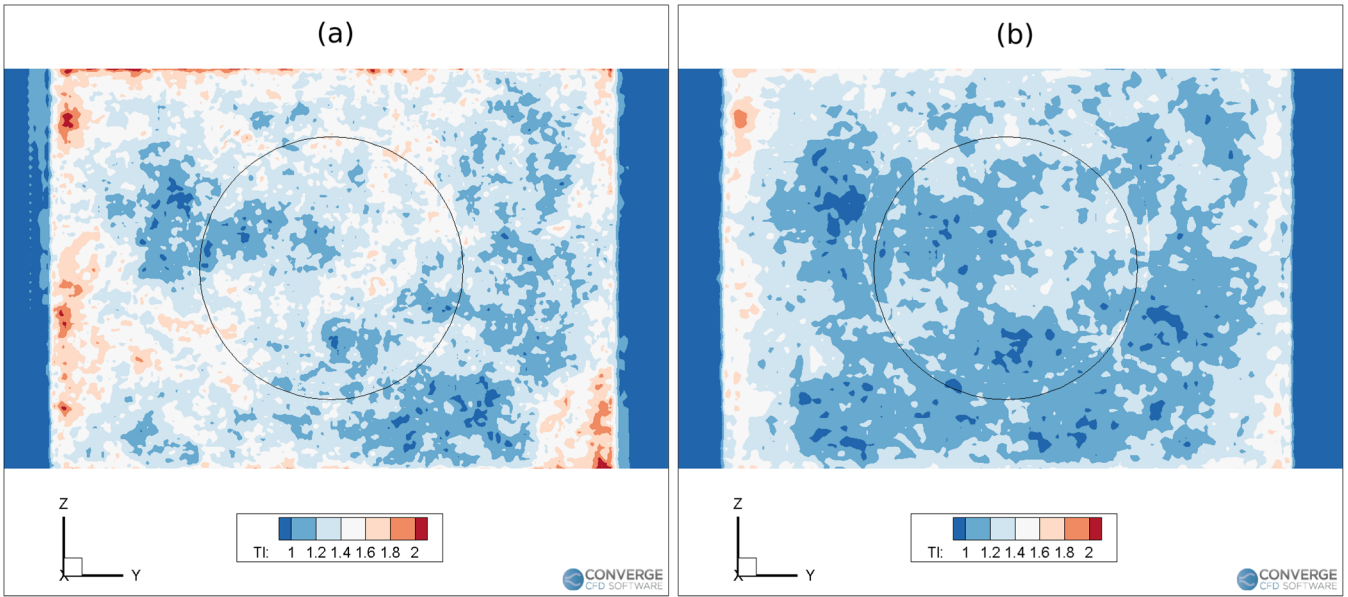 (a)
(b)
Z
X
Y
TI: 1 1.2 1.4 1.6 1.8 2
CONVERGE
CFD SOFTWARE
Z
X
Y
TI: 1 1.2 1.4 1.6 1.8 2
CONVERGE
CFD SOFTWARE